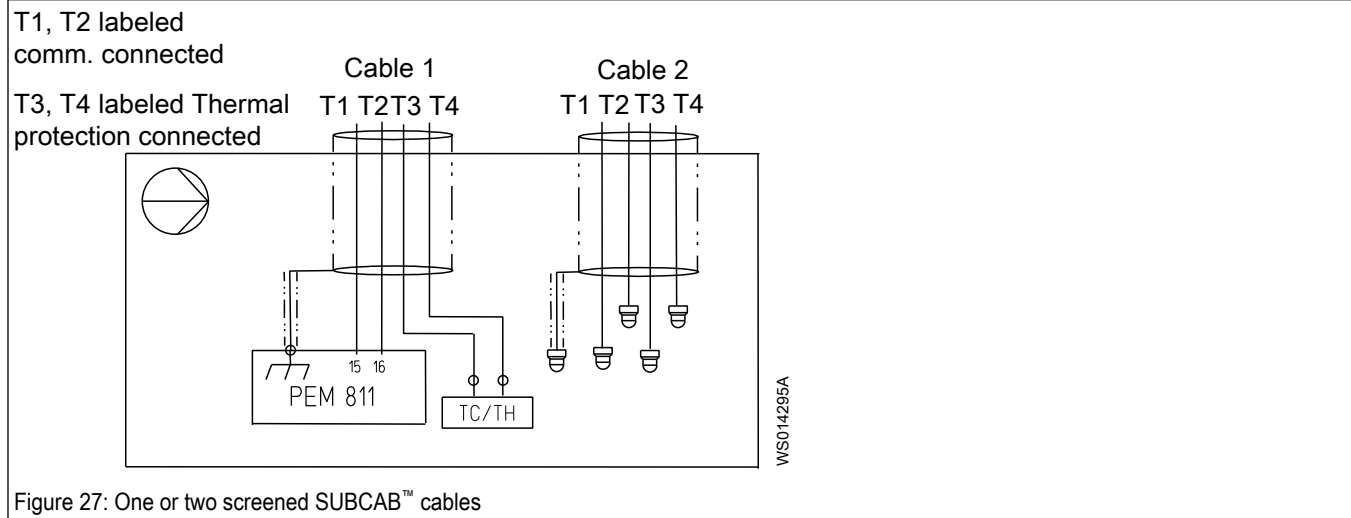 T1, T2 labeled
comm. connected
T3, T4 labeled Thermal
protection connected
Cable 1
T1 T2 T3 T4
Cable 2
T1 T2 T3 T4
15 16
PEM 811
TC/TH
WS014295A
Figure 27: One or two screened SUBCAB™ cables